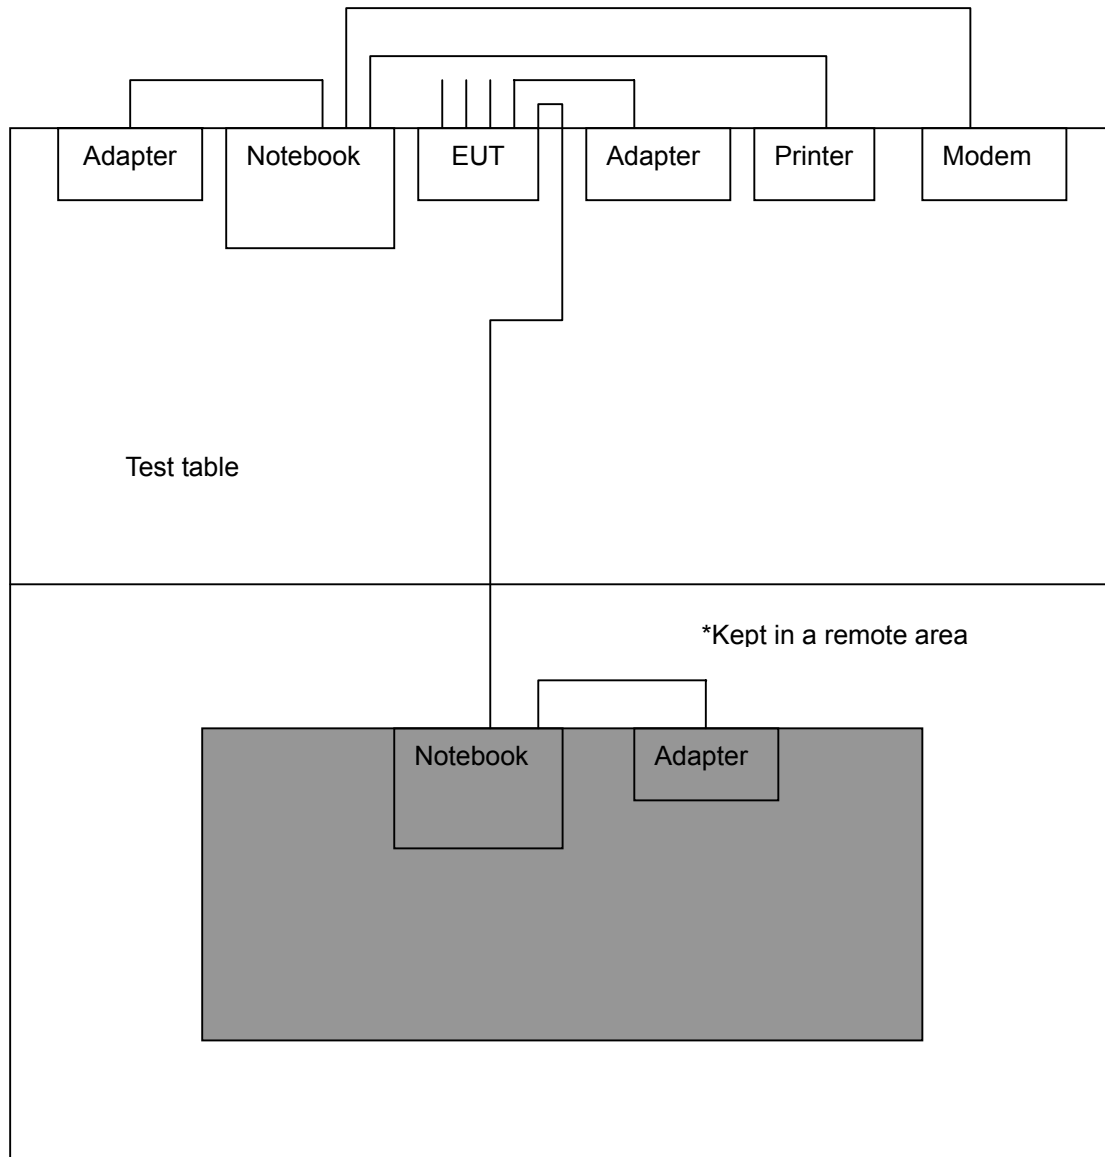 Adapter
Notebook
EUT
Adapter
Printer
Modem
Test table
*Kept in a remote area
Notebook
Adapter